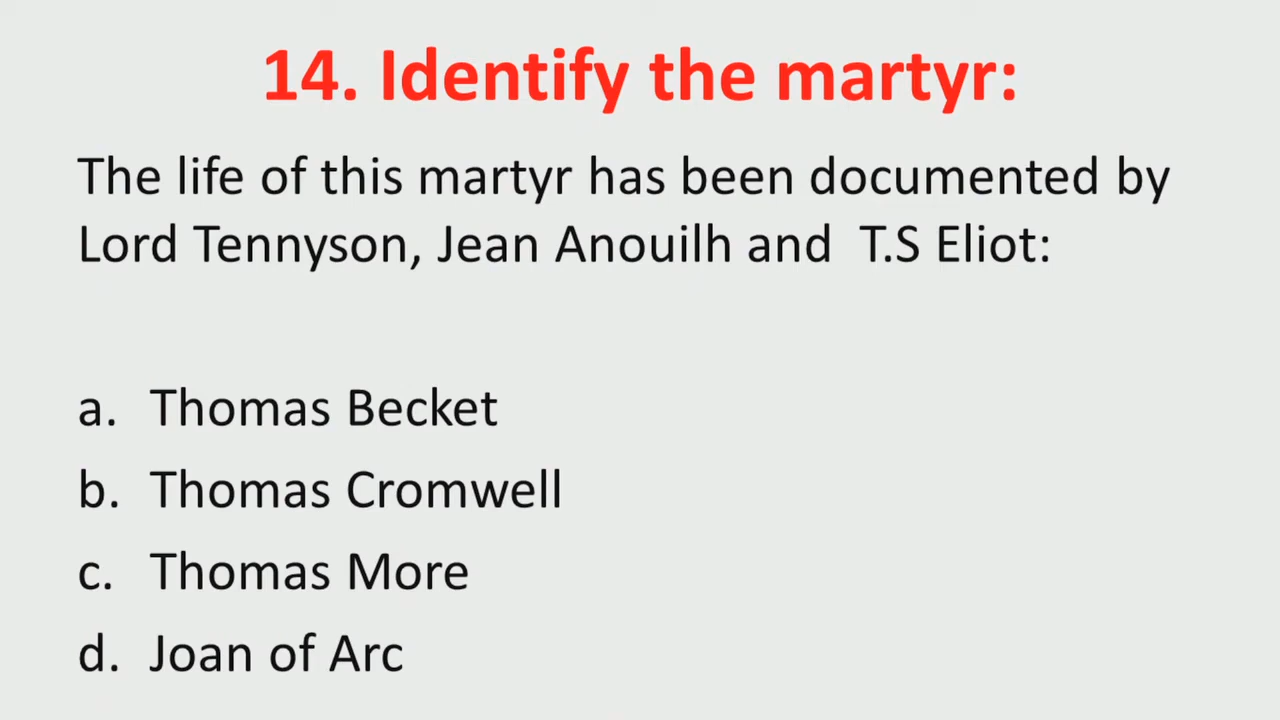 14. Identify the martyr:
The life of this martyr has been documented by
Lord Tennyson, Jean Anouilh and  T.S Eliot:
a. Thomas Becket
b. Thomas Cromwell
c. Thomas More
d. Joan of Arc